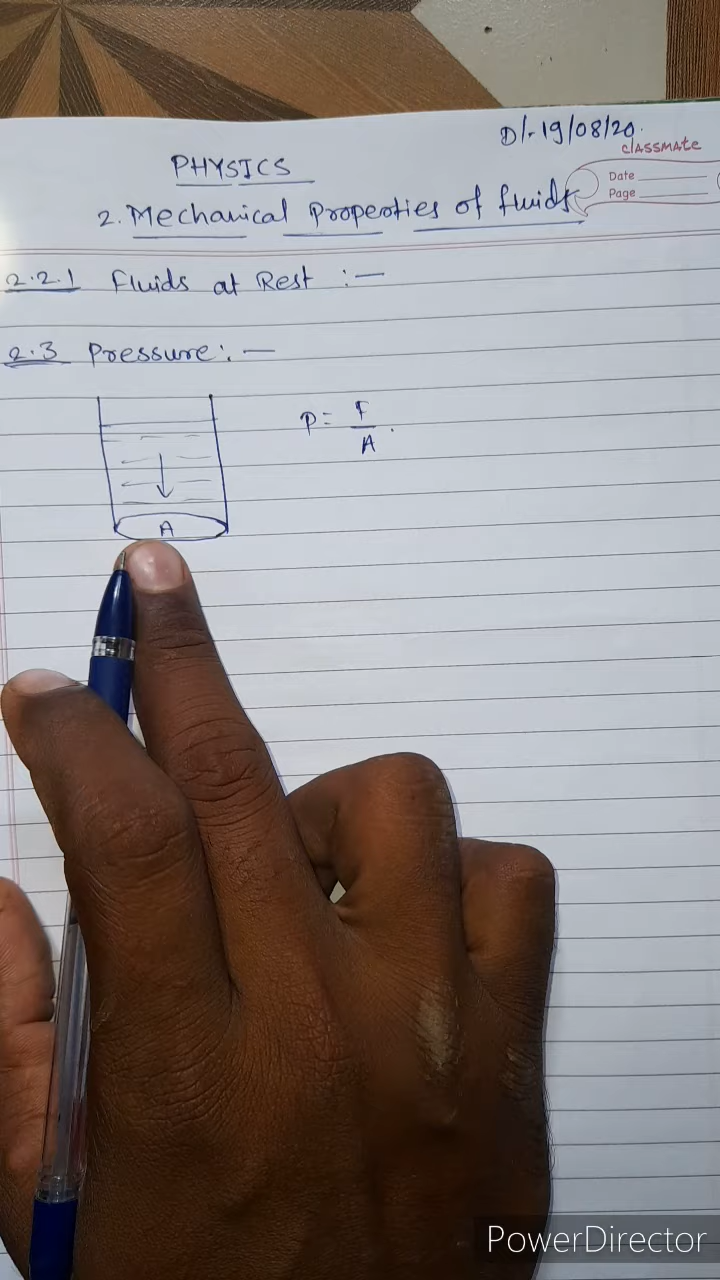 D/- 19/08/20.
classmate
PHYSICS
Date
Page
2. Mechanical Properties of fluids
2.2.1 Fluids at Rest :—
2.3 Pressure :—
P = F/A.
A
PowerDirector